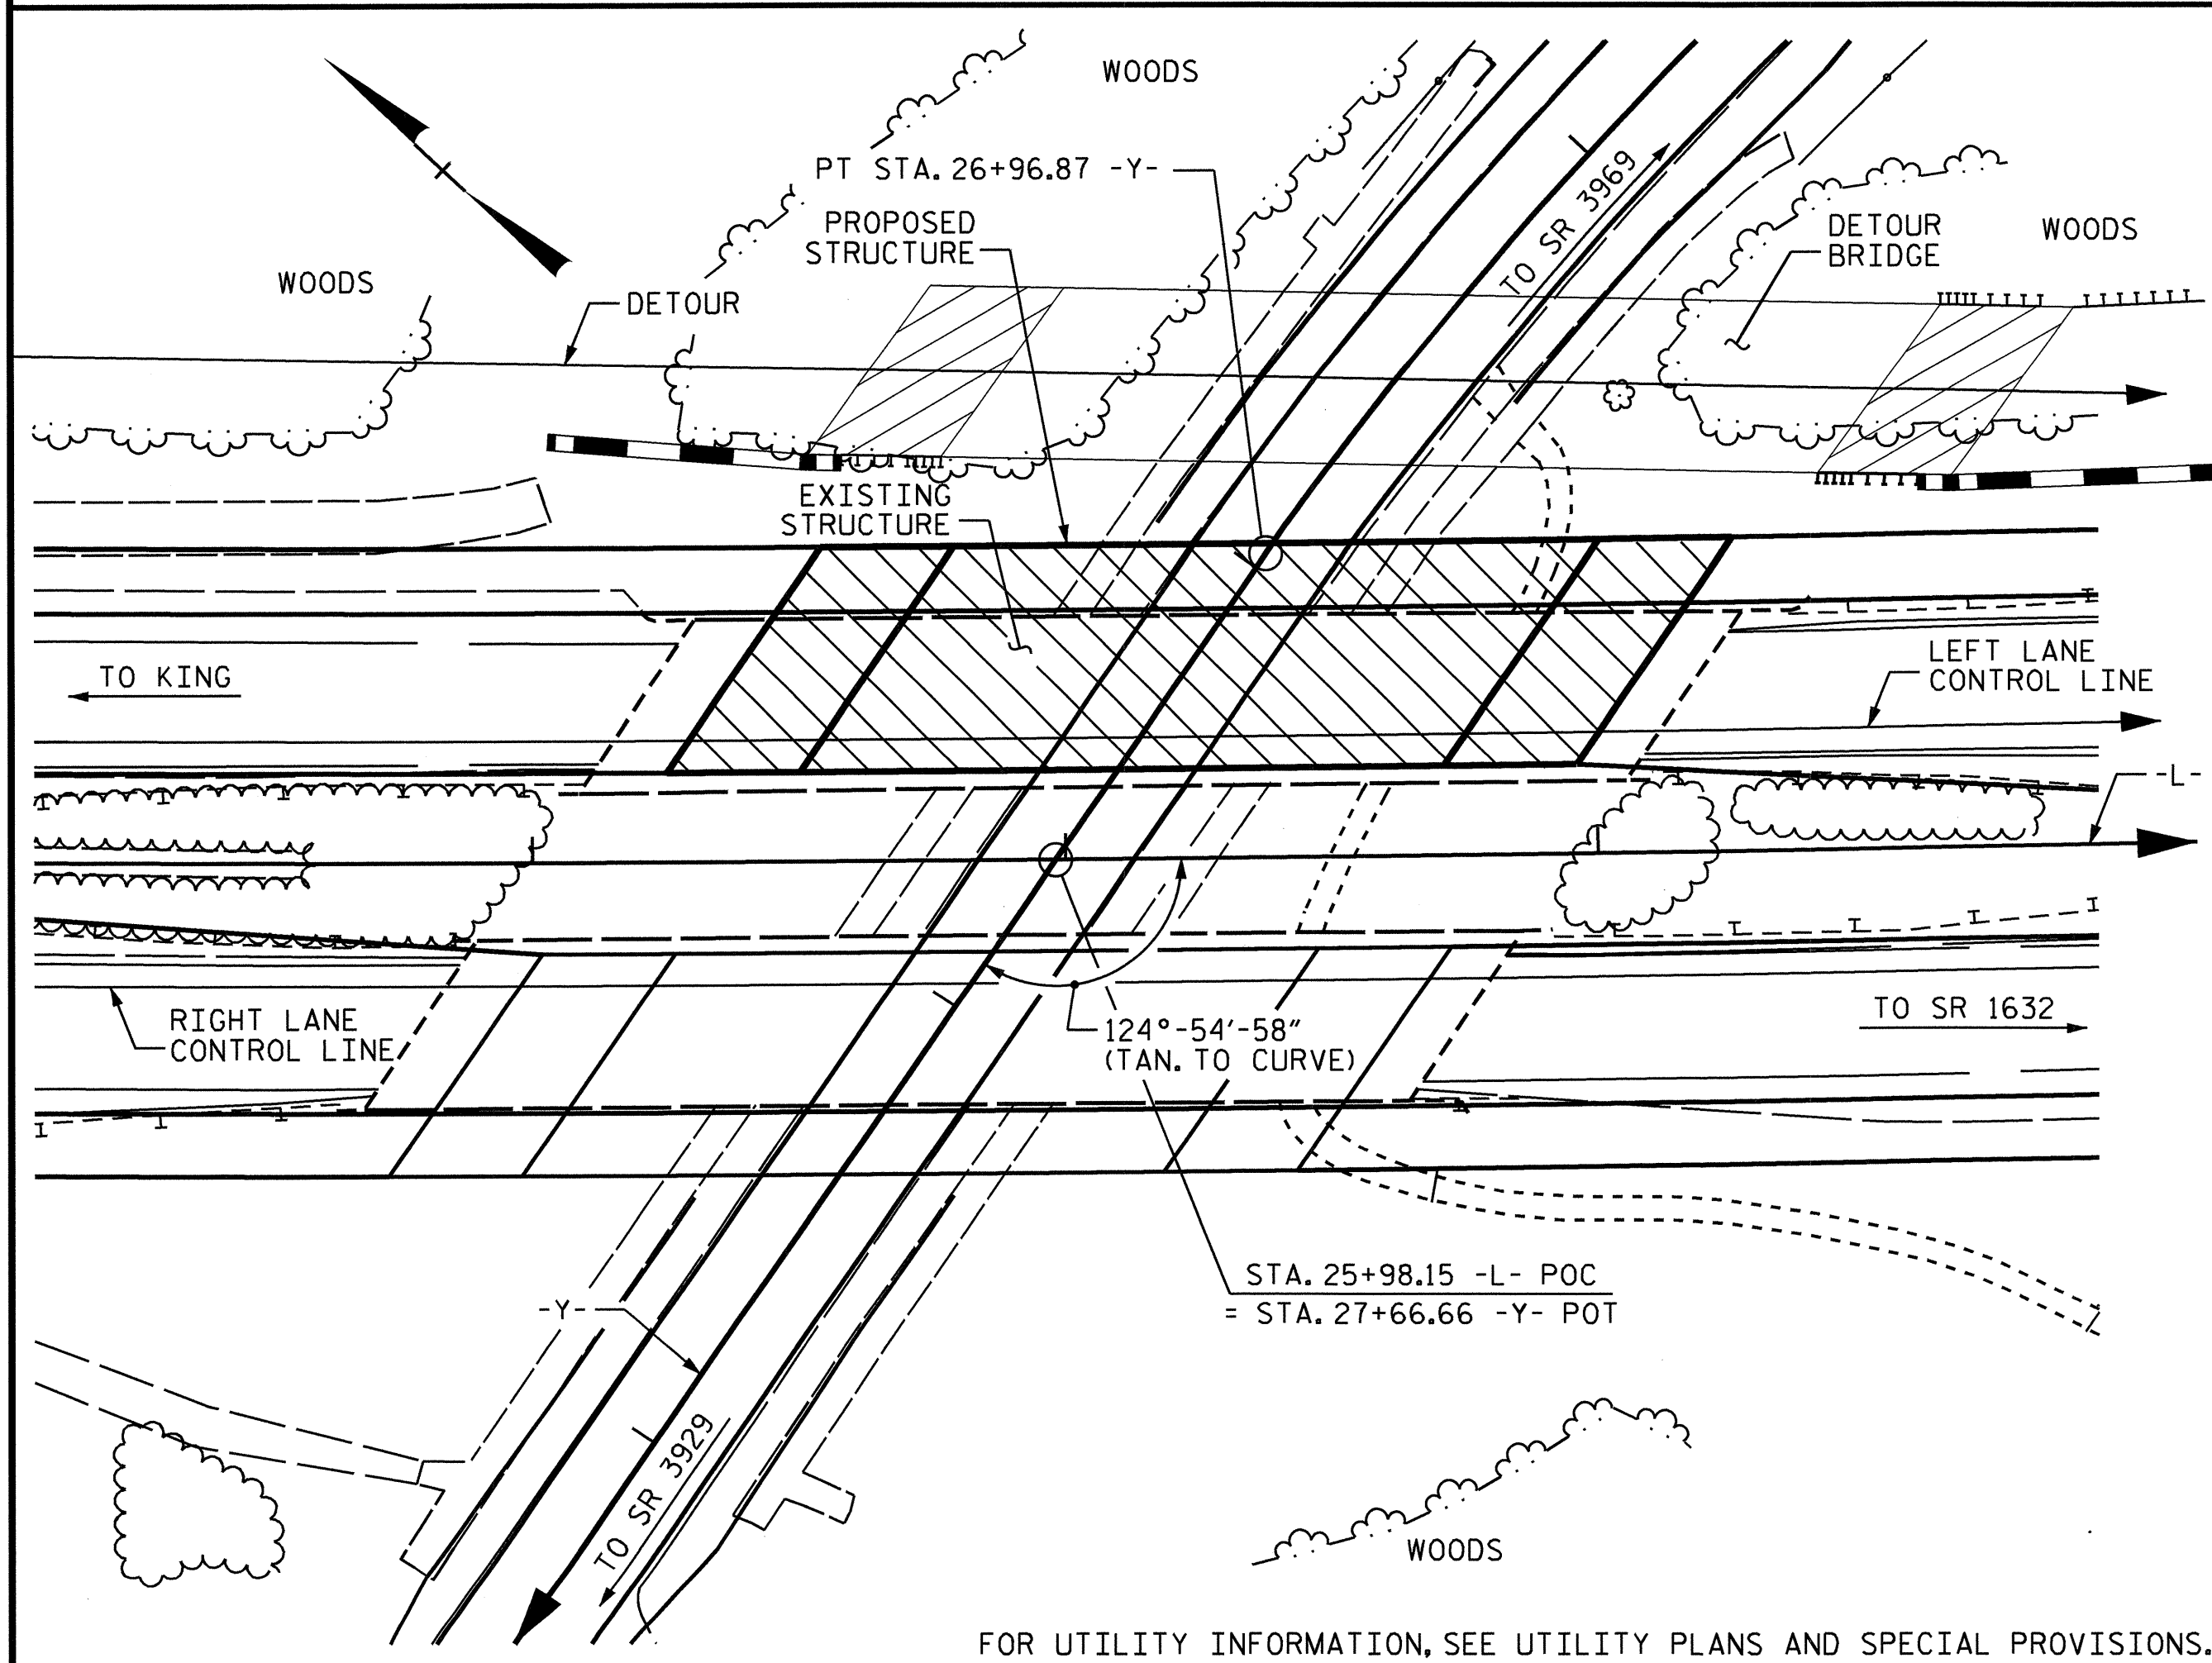 WOODS
PT STA. 26+96.87 -Y-
PROPOSED
STRUCTURE
TO SR 3969
DETOUR
BRIDGE
WOODS
WOODS
DETOUR
EXISTING
STRUCTURE
TO KING
LEFT LANE
CONTROL LINE
-L-
RIGHT LANE
CONTROL LINE
TO SR 1632
124°-54'-58"
(TAN. TO CURVE)
STA. 25+98.15 -L- POC
= STA. 27+66.66 -Y- POT
-Y-
TO SR 3929
WOODS
FOR UTILITY INFORMATION, SEE UTILITY PLANS AND SPECIAL PROVISIONS.